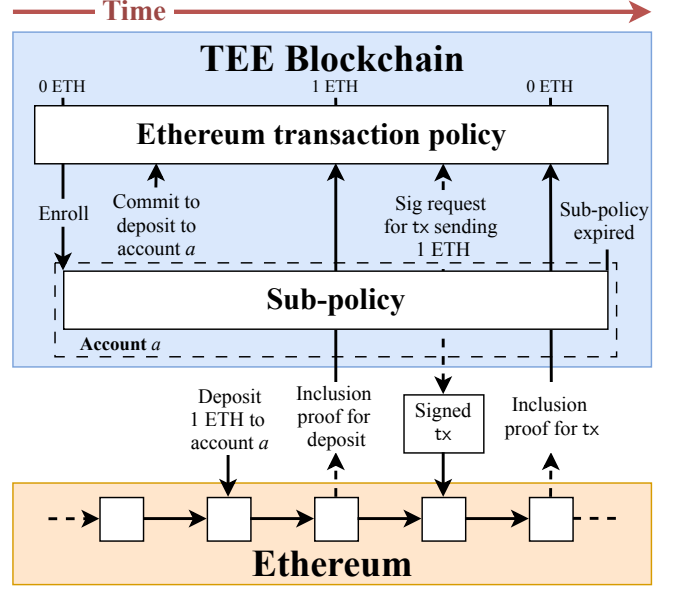 Time
TEE Blockchain
0 ETH
1 ETH
0 ETH
Ethereum transaction policy
Enroll
Commit to
deposit to
account a
Sig request
for tx sending
1 ETH
Sub-policy
expired
Sub-policy
Account a
Deposit
1 ETH to
account a
Inclusion
proof for
deposit
Signed
tx
Inclusion
proof for tx
Ethereum